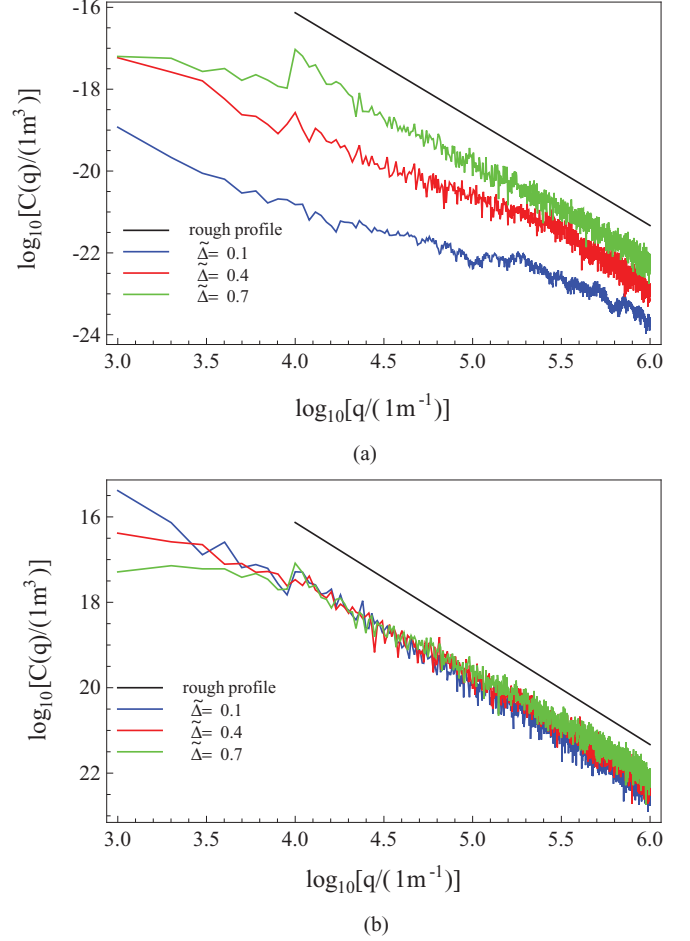 -16
-18
-20
-22
-24
log₁₀[C(q)/(1m³)]
rough profile
Δ̃= 0.1
Δ̃= 0.4
Δ̃= 0.7
3.0 3.5 4.0 4.5 5.0 5.5 6.0
log₁₀[q/( 1m⁻¹)]
(a)
16
18
20
22
log₁₀[C(q)/(1m³)]
rough profile
Δ̃= 0.1
Δ̃= 0.4
Δ̃= 0.7
3.0 3.5 4.0 4.5 5.0 5.5 6.0
log₁₀[q/( 1m⁻¹)]
(b)